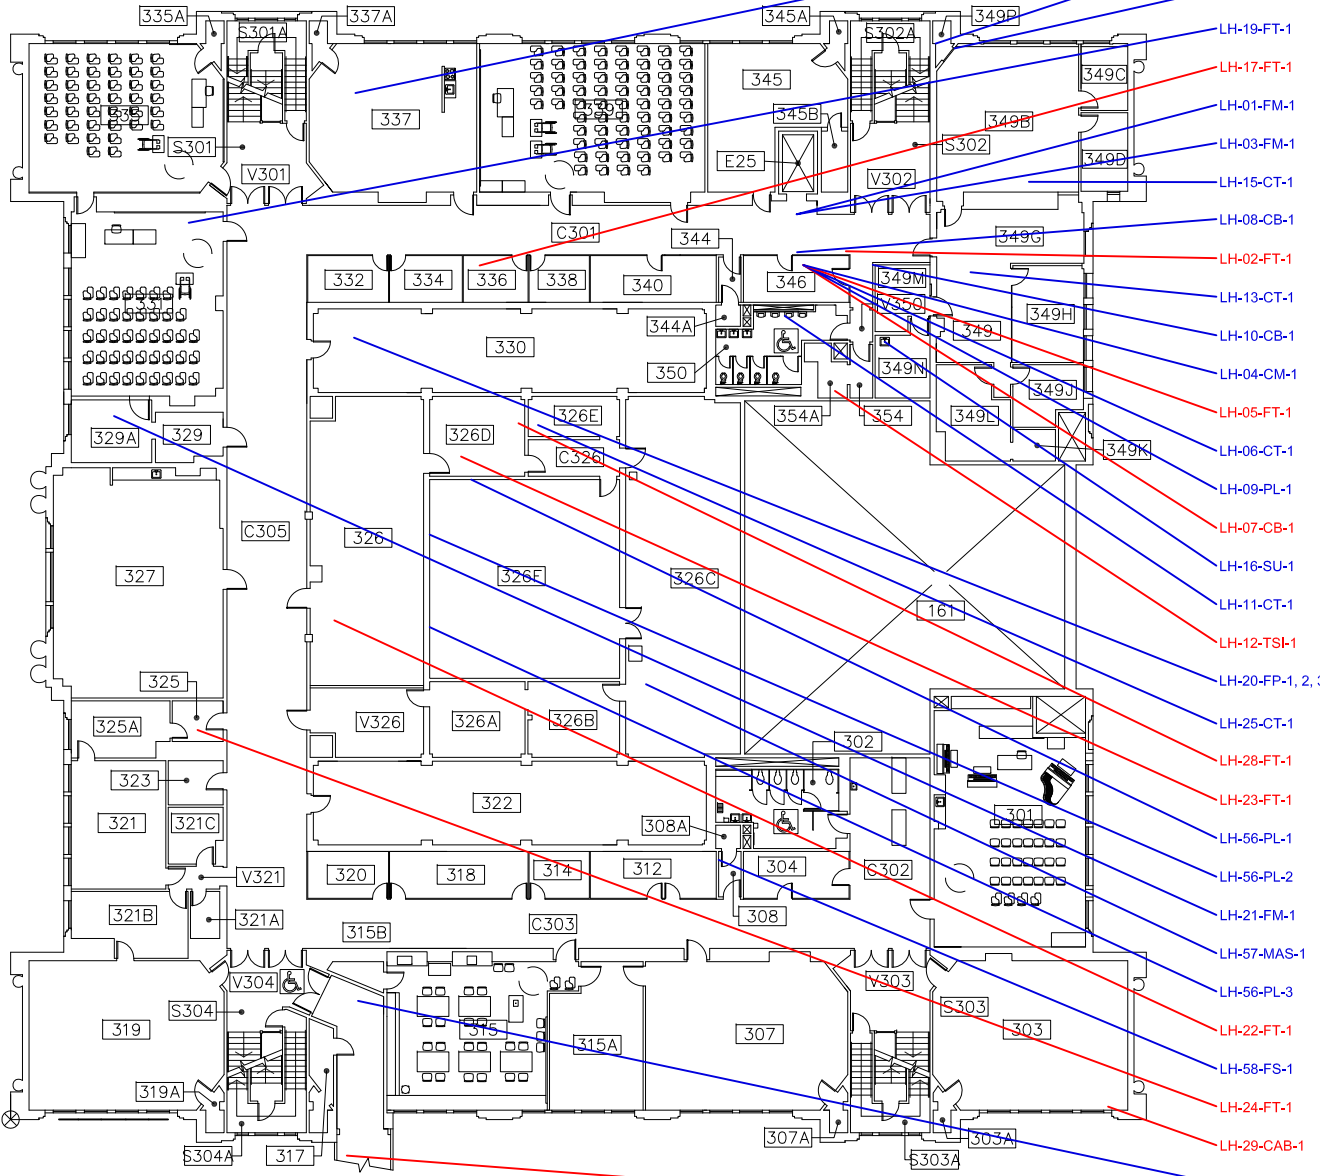 335A
337A
345A
349P
S301A
S302A
LH-19-FT-1
LH-17-FT-1
345
349C
LH-01-FM-1
337
345B
349B
S301
S302
LH-03-FM-1
E25
349D
V301
V302
LH-15-CT-1
LH-08-CB-1
C301
344
349G
LH-02-FT-1
332
334
336
338
340
346
349M
LH-13-CT-1
331
V350
349H
344A
349
LH-10-CB-1
330
350
349N
LH-04-CM-1
349J
354A
354
349L
LH-05-FT-1
326E
329A
329
326D
349K
LH-06-CT-1
C326
LH-09-PL-1
C305
326
LH-07-CB-1
327
326F
326C
LH-16-SU-1
161
LH-11-CT-1
LH-12-TSI-1
325
LH-20-FP-1, 2, 3
325A
V326
326A
326B
LH-25-CT-1
302
LH-28-FT-1
323
322
LH-23-FT-1
321
321C
308A
301
LH-56-PL-1
320
318
314
312
304
C302
V321
LH-56-PL-2
321B
321A
C303
308
LH-21-FM-1
315B
LH-57-MAS-1
V304
V303
LH-56-PL-3
S304
S303
319
315
315A
307
303
LH-22-FT-1
LH-58-FS-1
319A
LH-24-FT-1
307A
303A
S304A
317
S303A
LH-29-CAB-1